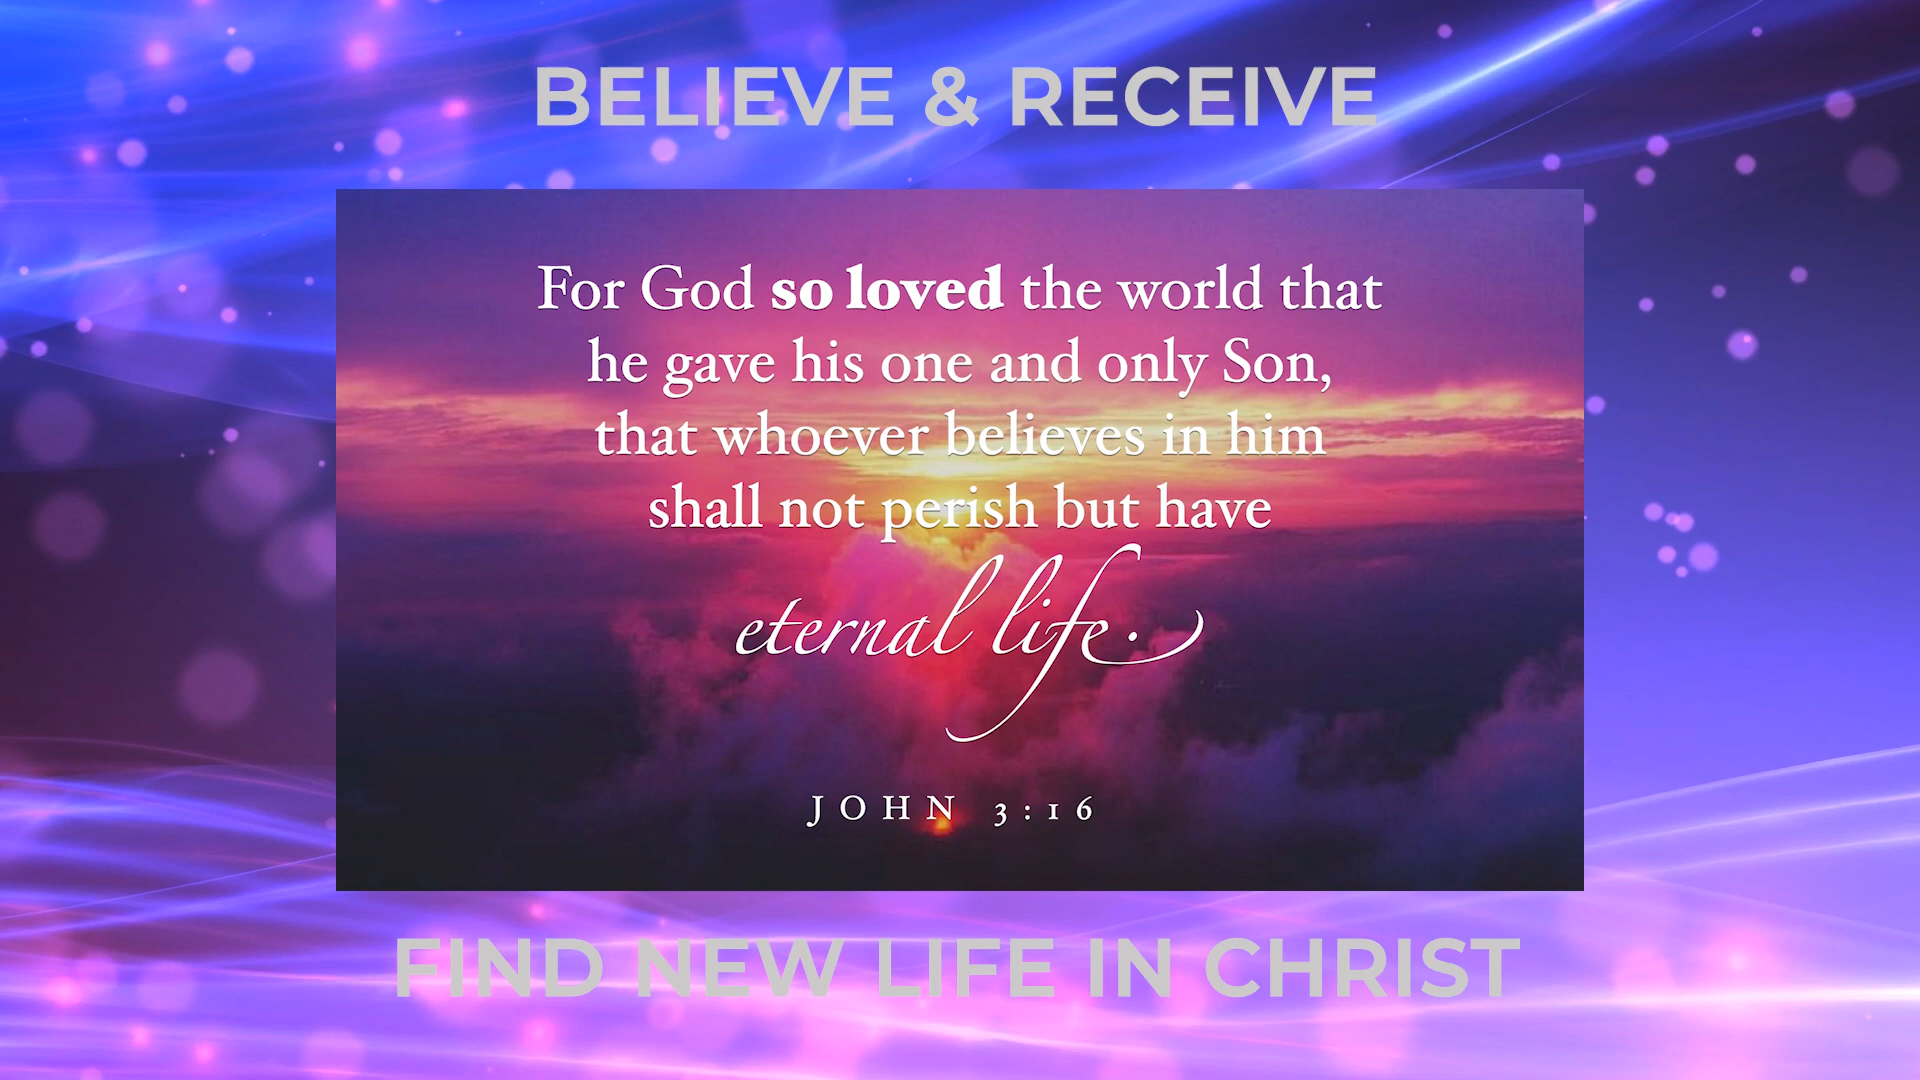 BELIEVE & RECEIVE
For God so loved the world that
he gave his one and only Son,
that whoever believes in him
shall not perish but have
eternal life.
JOHN 3:16
FIND NEW LIFE IN CHRIST